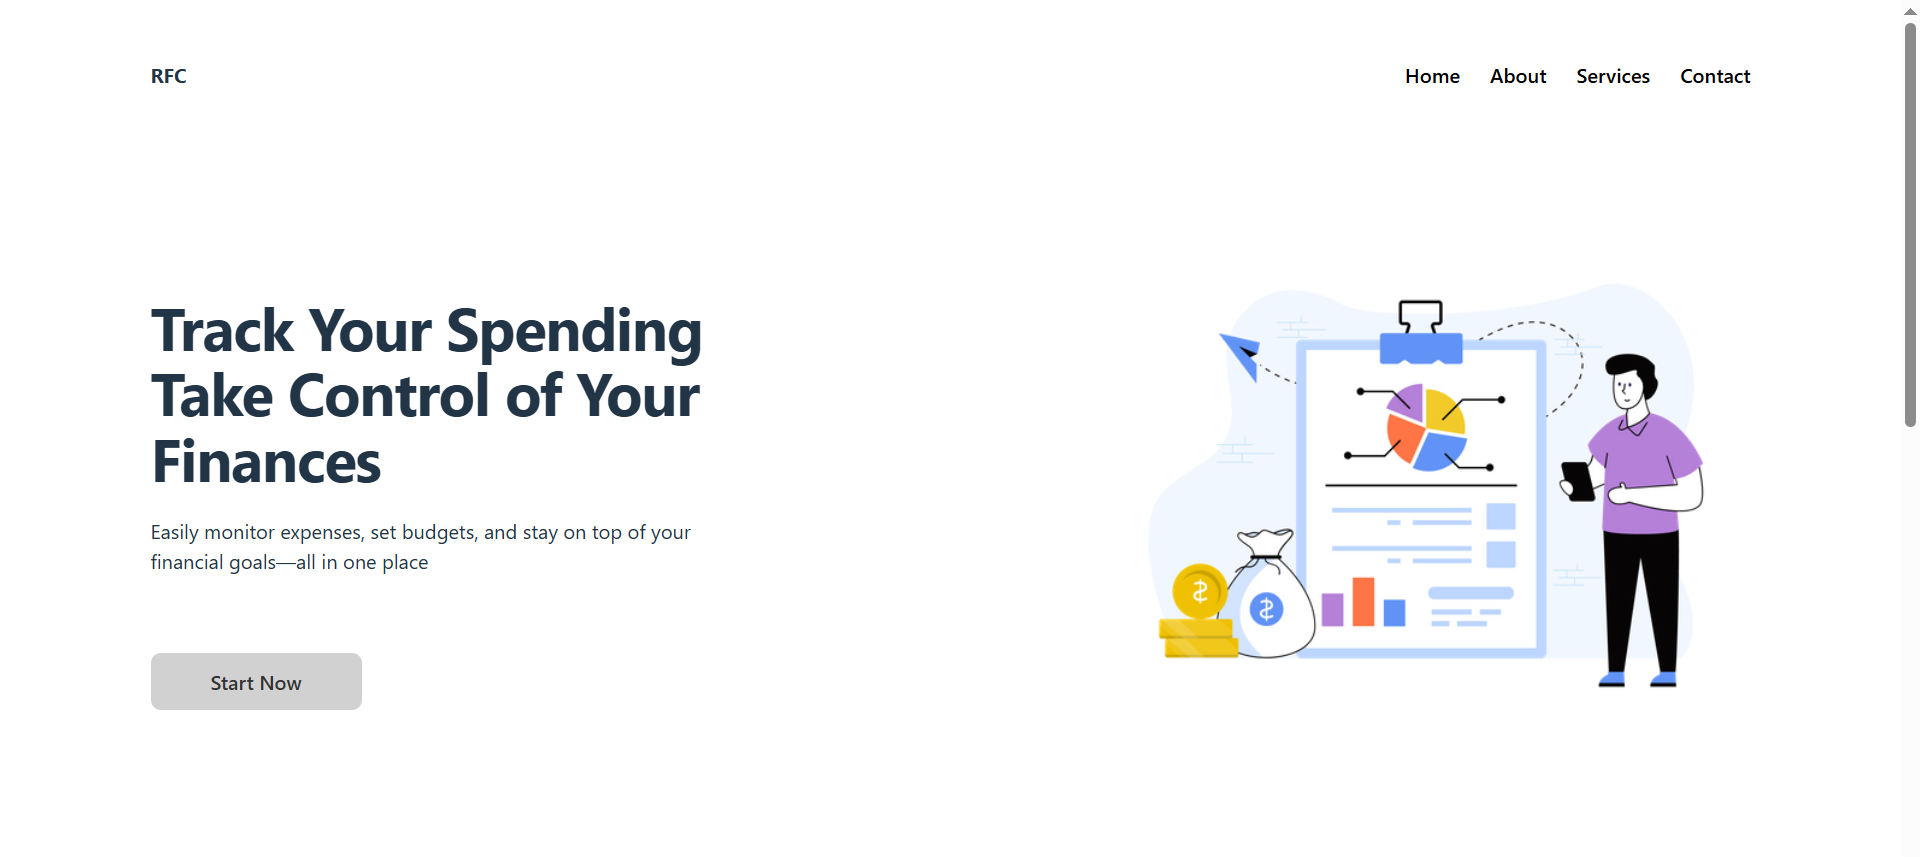 RFC
Home About Services Contact
Track Your Spending
Take Control of Your
Finances
Easily monitor expenses, set budgets, and stay on top of your
financial goals—all in one place
Start Now